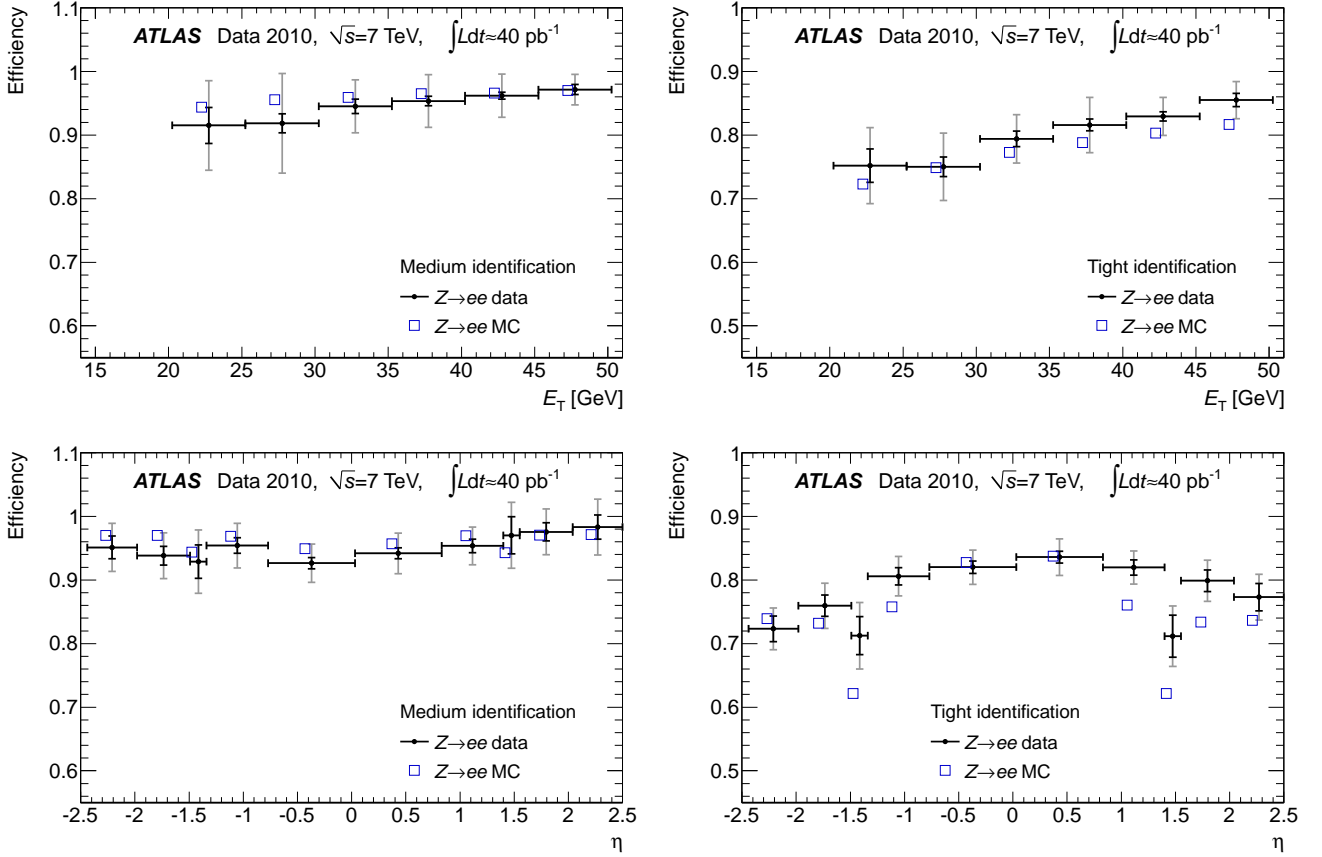 ATLAS Data 2010, √s=7 TeV, ∫Ldt≈40 pb⁻¹
Efficiency
1.1
1
0.9
0.8
0.7
0.6
Medium identification
Z→ee data
Z→ee MC
15 20 25 30 35 40 45 50
E_T [GeV]
ATLAS Data 2010, √s=7 TeV, ∫Ldt≈40 pb⁻¹
Efficiency
1
0.9
0.8
0.7
0.6
0.5
Tight identification
Z→ee data
Z→ee MC
15 20 25 30 35 40 45 50
E_T [GeV]
ATLAS Data 2010, √s=7 TeV, ∫Ldt≈40 pb⁻¹
Efficiency
1.1
1
0.9
0.8
0.7
0.6
Medium identification
Z→ee data
Z→ee MC
-2.5 -2 -1.5 -1 -0.5 0 0.5 1 1.5 2 2.5
η
ATLAS Data 2010, √s=7 TeV, ∫Ldt≈40 pb⁻¹
Efficiency
1
0.9
0.8
0.7
0.6
0.5
Tight identification
Z→ee data
Z→ee MC
-2.5 -2 -1.5 -1 -0.5 0 0.5 1 1.5 2 2.5
η